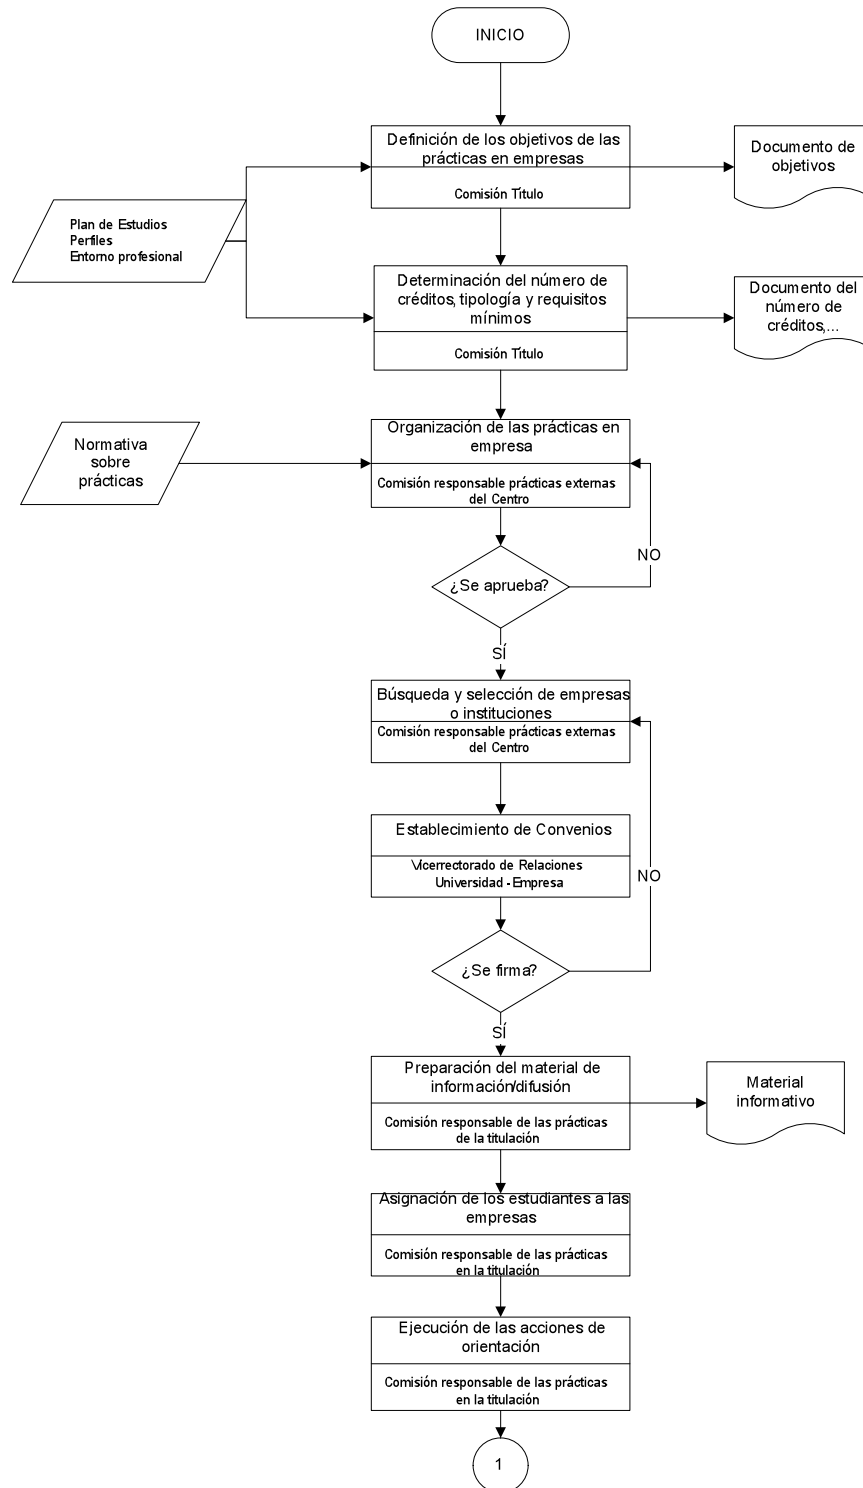 INICIO
Definición de los objetivos de las
prácticas en empresas
Comisión Título
Documento de
objetivos
Plan de Estudios
Perfiles
Entorno profesional
Determinación del número de
créditos, tipología y requisitos
mínimos
Comisión Título
Documento del
número de
créditos,...
Organización de las prácticas en
empresa
Comisión responsable prácticas externas
del Centro
Normativa
sobre
prácticas
NO
¿Se aprueba?
SÍ
Búsqueda y selección de empresas
o instituciones
Comisión responsable prácticas externas
del Centro
Establecimiento de Convenios
Vicerrectorado de Relaciones
Universidad - Empresa
NO
¿Se firma?
SÍ
Preparación del material de
información/difusión
Comisión responsable de las prácticas
de la titulación
Material
informativo
Asignación de los estudiantes a las
empresas
Comisión responsable de las prácticas
en la titulación
Ejecución de las acciones de
orientación
Comisión responsable de las prácticas
en la titulación
1